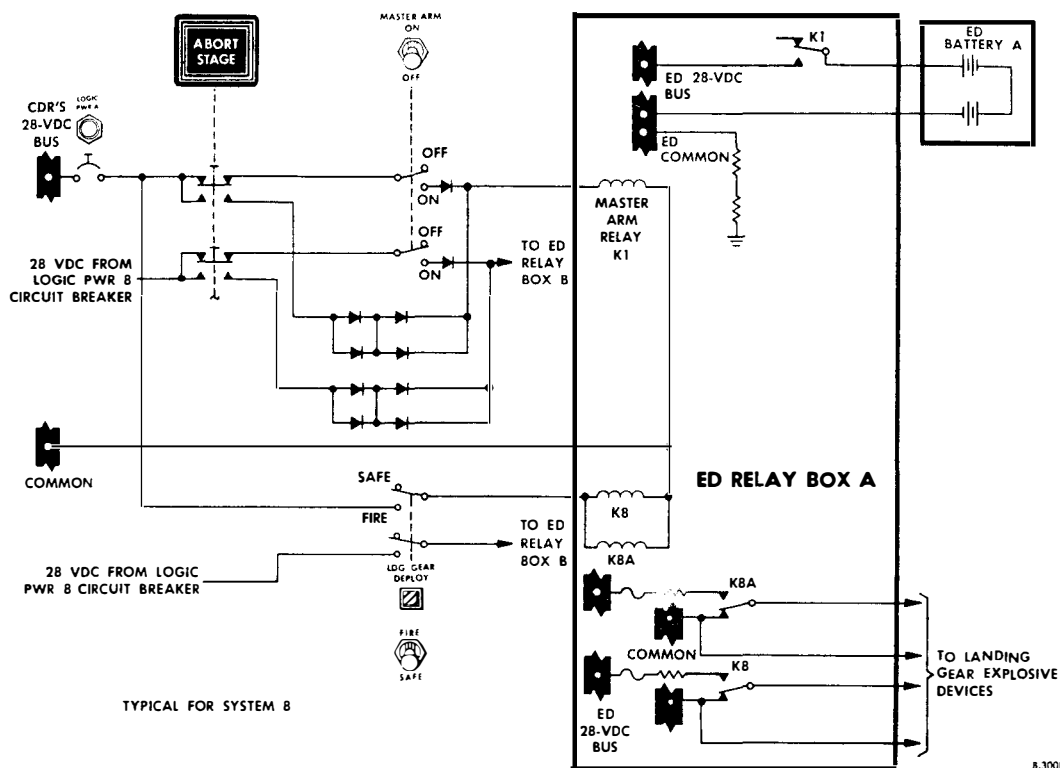 ABORT
STAGE
MASTER ARM
ON
OFF
CDR'S
28-VDC
BUS
LOGIC
PWR A
OFF
ON
OFF
ON
28 VDC FROM
LOGIC PWR 8
CIRCUIT BREAKER
TO ED
RELAY
BOX B
COMMON
SAFE
FIRE
28 VDC FROM LOGIC
PWR 8 CIRCUIT BREAKER
TO ED
RELAY
BOX B
LDG GEAR
DEPLOY
FIRE
SAFE
TYPICAL FOR SYSTEM 8
K1
ED 28-VDC
BUS
ED
COMMON
ED
BATTERY A
MASTER
ARM
RELAY
K1
ED RELAY BOX A
K8
K8A
K8A
COMMON
K8
ED
28-VDC
BUS
TO LANDING
GEAR EXPLOSIVE
DEVICES
B-300